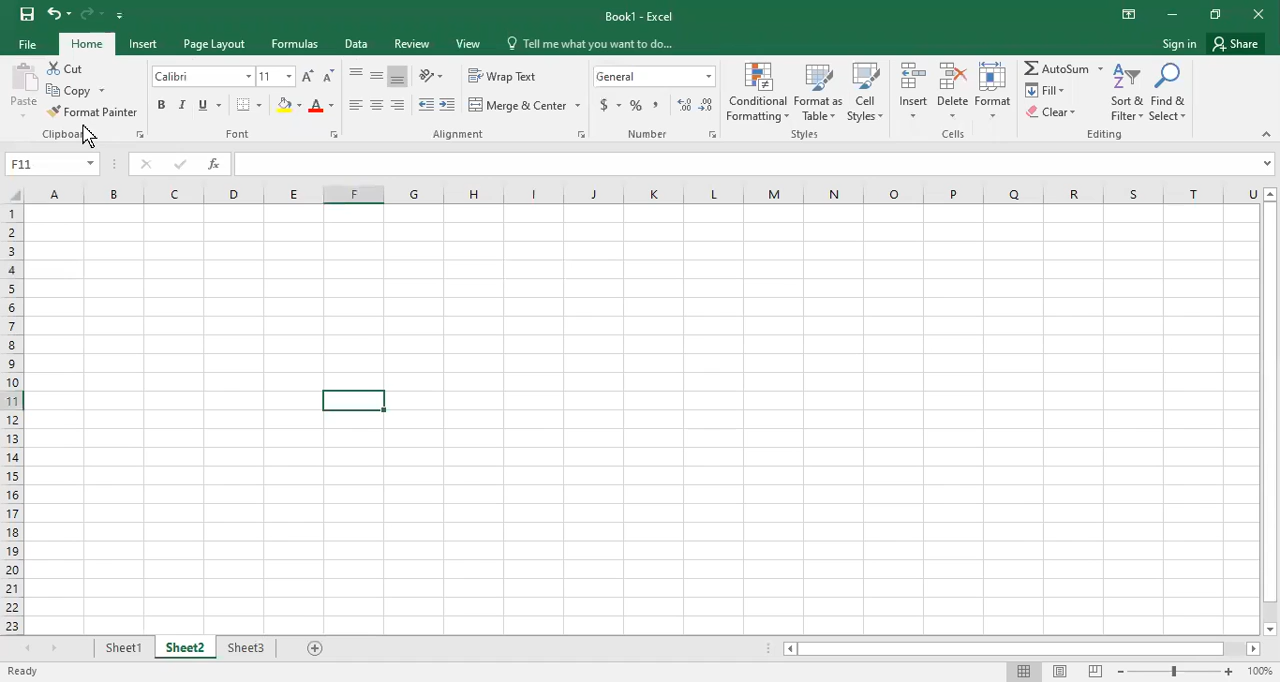 Book1 - Excel
File Home Insert Page Layout Formulas Data Review View Tell me what you want to do... Sign in Share
Paste
Cut
Copy
Format Painter
Clipboard
Calibri 11
B I U A
Font
Wrap Text
Merge & Center
Alignment
General
$ % ,
Number
Conditional Formatting
Format as Table
Cell Styles
Styles
Insert
Delete
Format
Cells
AutoSum
Fill
Clear
Sort & Filter
Find & Select
Editing
F11 fx
A B C D E F G H I J K L M N O P Q R S T U
1
2
3
4
5
6
7
8
9
10
11
12
13
14
15
16
17
18
19
20
21
22
23
Sheet1 Sheet2 Sheet3
Ready 100%